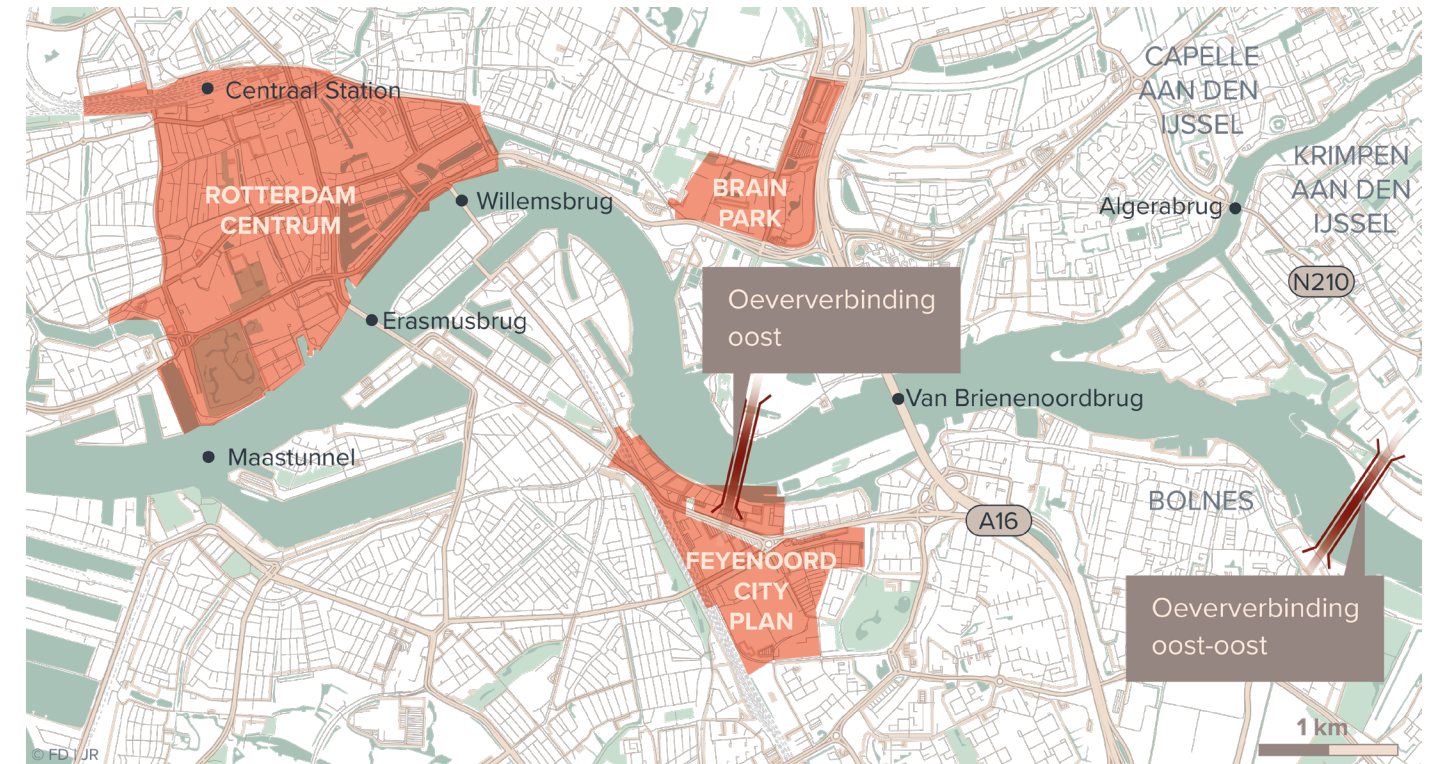 CAPELLE
AAN DEN
IJSSEL
Centraal Station
KRIMPEN
AAN DEN
IJSSEL
ROTTERDAM
CENTRUM
BRAIN
PARK
Willemsbrug
Algerabrug
N210
Oeververbinding
oost
Erasmusbrug
Van Brienenoordbrug
Maastunnel
BOLNES
A16
FEYENOORD
CITY
PLAN
Oeververbinding
oost-oost
1 km
© FD | JR